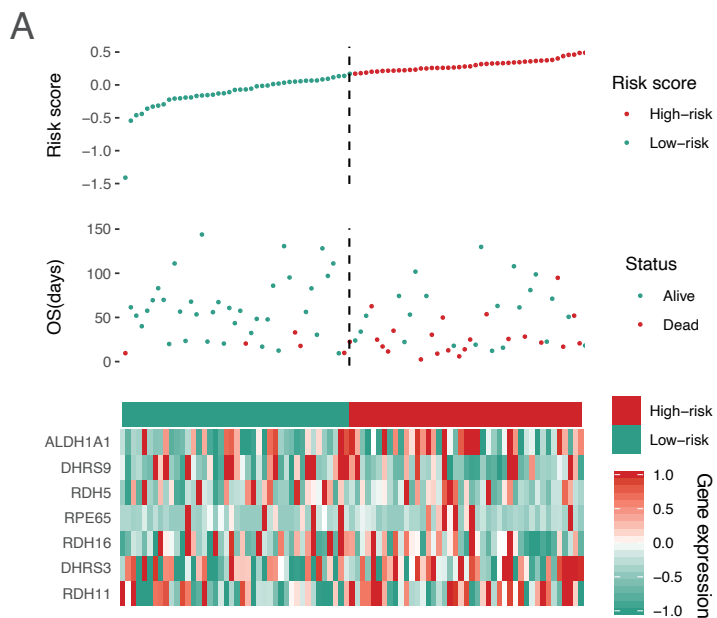 A
Risk score
0.5
0.0
−0.5
−1.0
−1.5
Risk score
High−risk
Low−risk
OS(days)
150
100
50
0
Status
Alive
Dead
High−risk
Low−risk
ALDH1A1
DHRS9
RDH5
RPE65
RDH16
DHRS3
RDH11
1.0
0.5
0.0
−0.5
−1.0
Gene expression